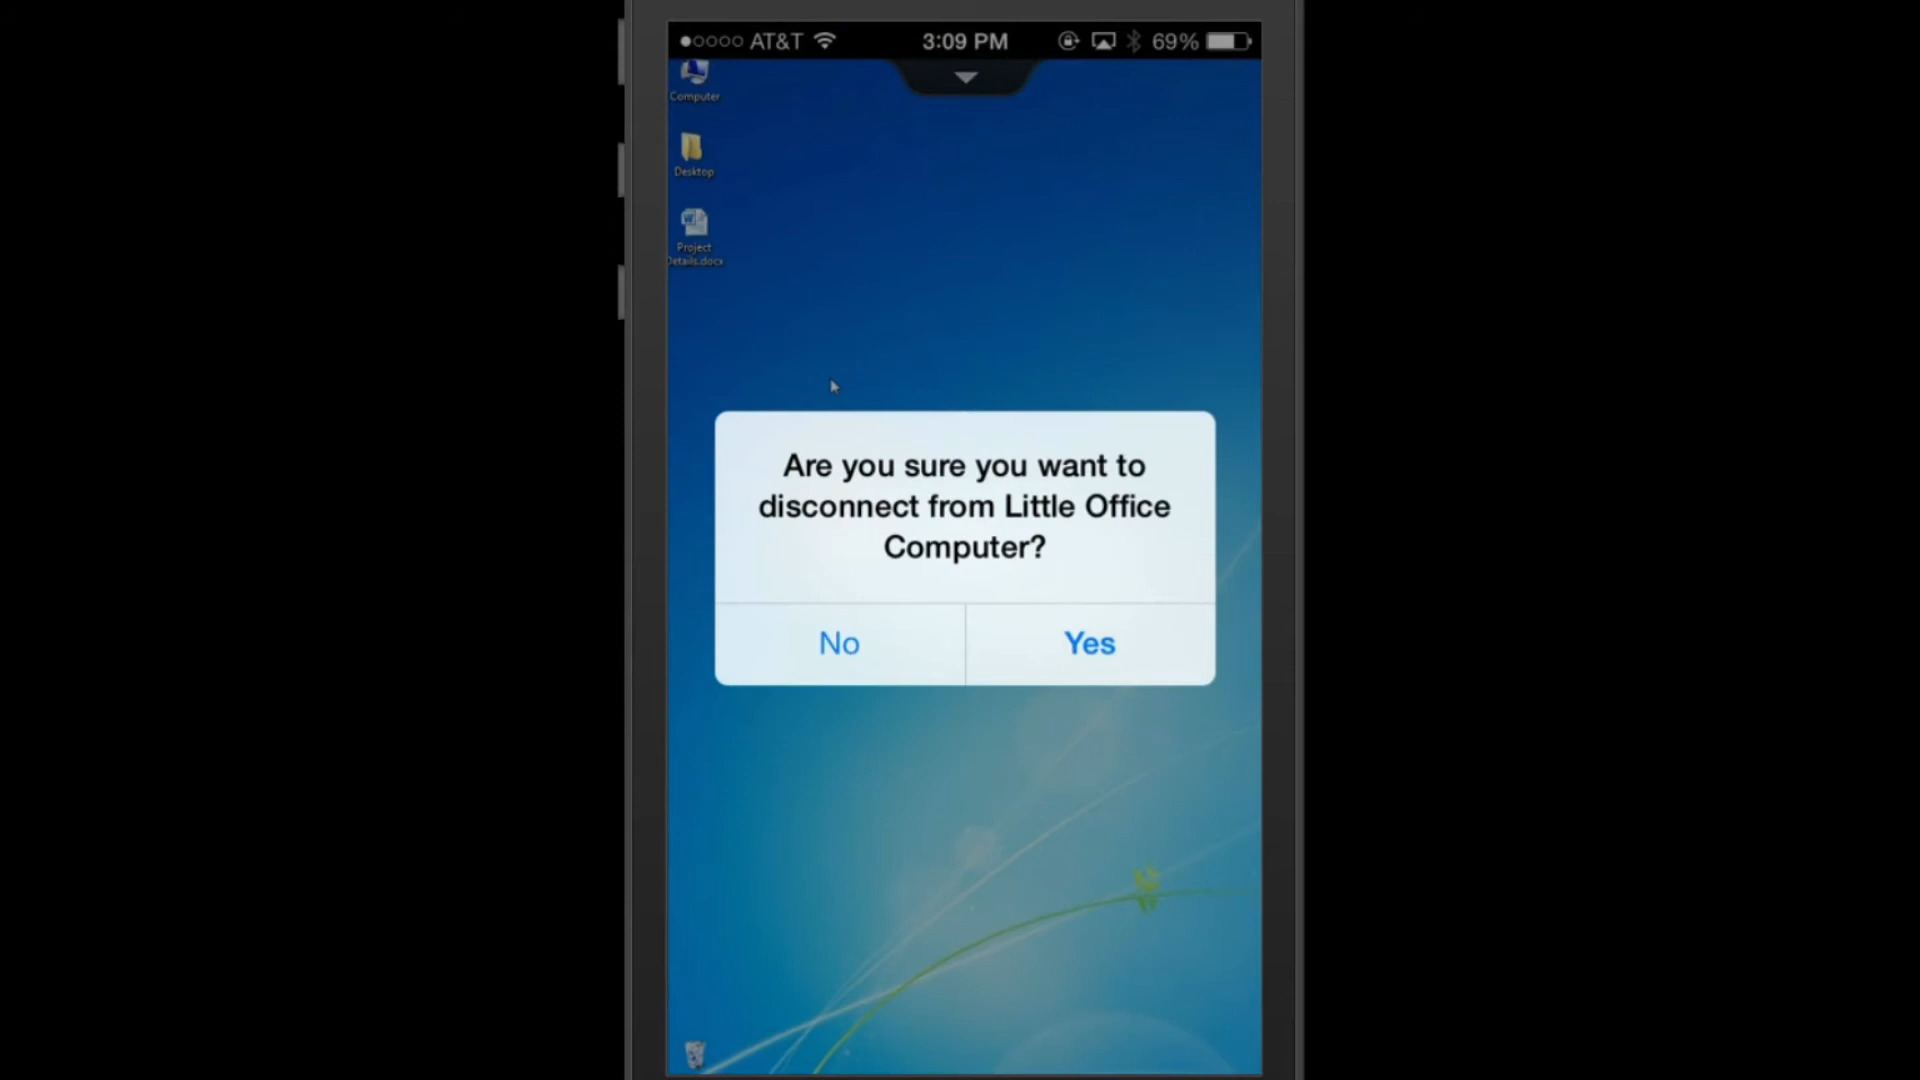 AT&T 3:09 PM 69%
Computer
Desktop
Project
Details.docx
Are you sure you want to
disconnect from Little Office
Computer?
No Yes